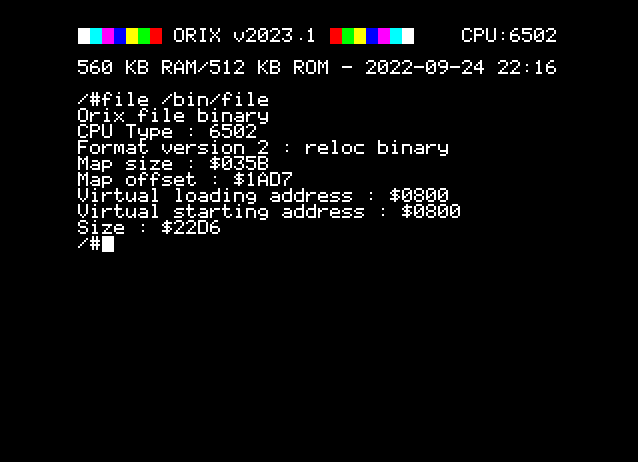 ORIX v2023.1 CPU:6502
560 KB RAM/512 KB ROM - 2022-09-24 22:16
/#file /bin/file
Orix file binary
CPU Type : 6502
Format version 2 : reloc binary
Map size : $035B
Map offset : $1AD7
Virtual loading address : $0800
Virtual starting address : $0800
Size : $22D6
/#